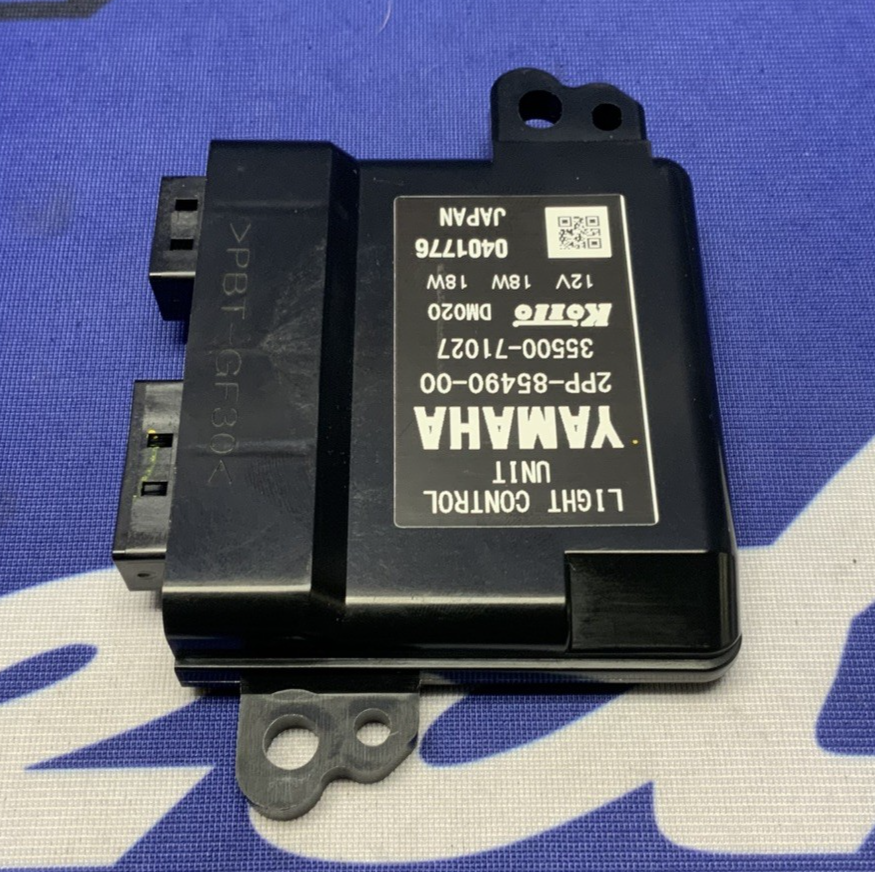 LIGHT CONTROL
UNIT
YAMAHA
2PP-85490-00
35500-71027
KOITO DM020
12V 18W 18W
0401776
JAPAN
>PBT-GF30<